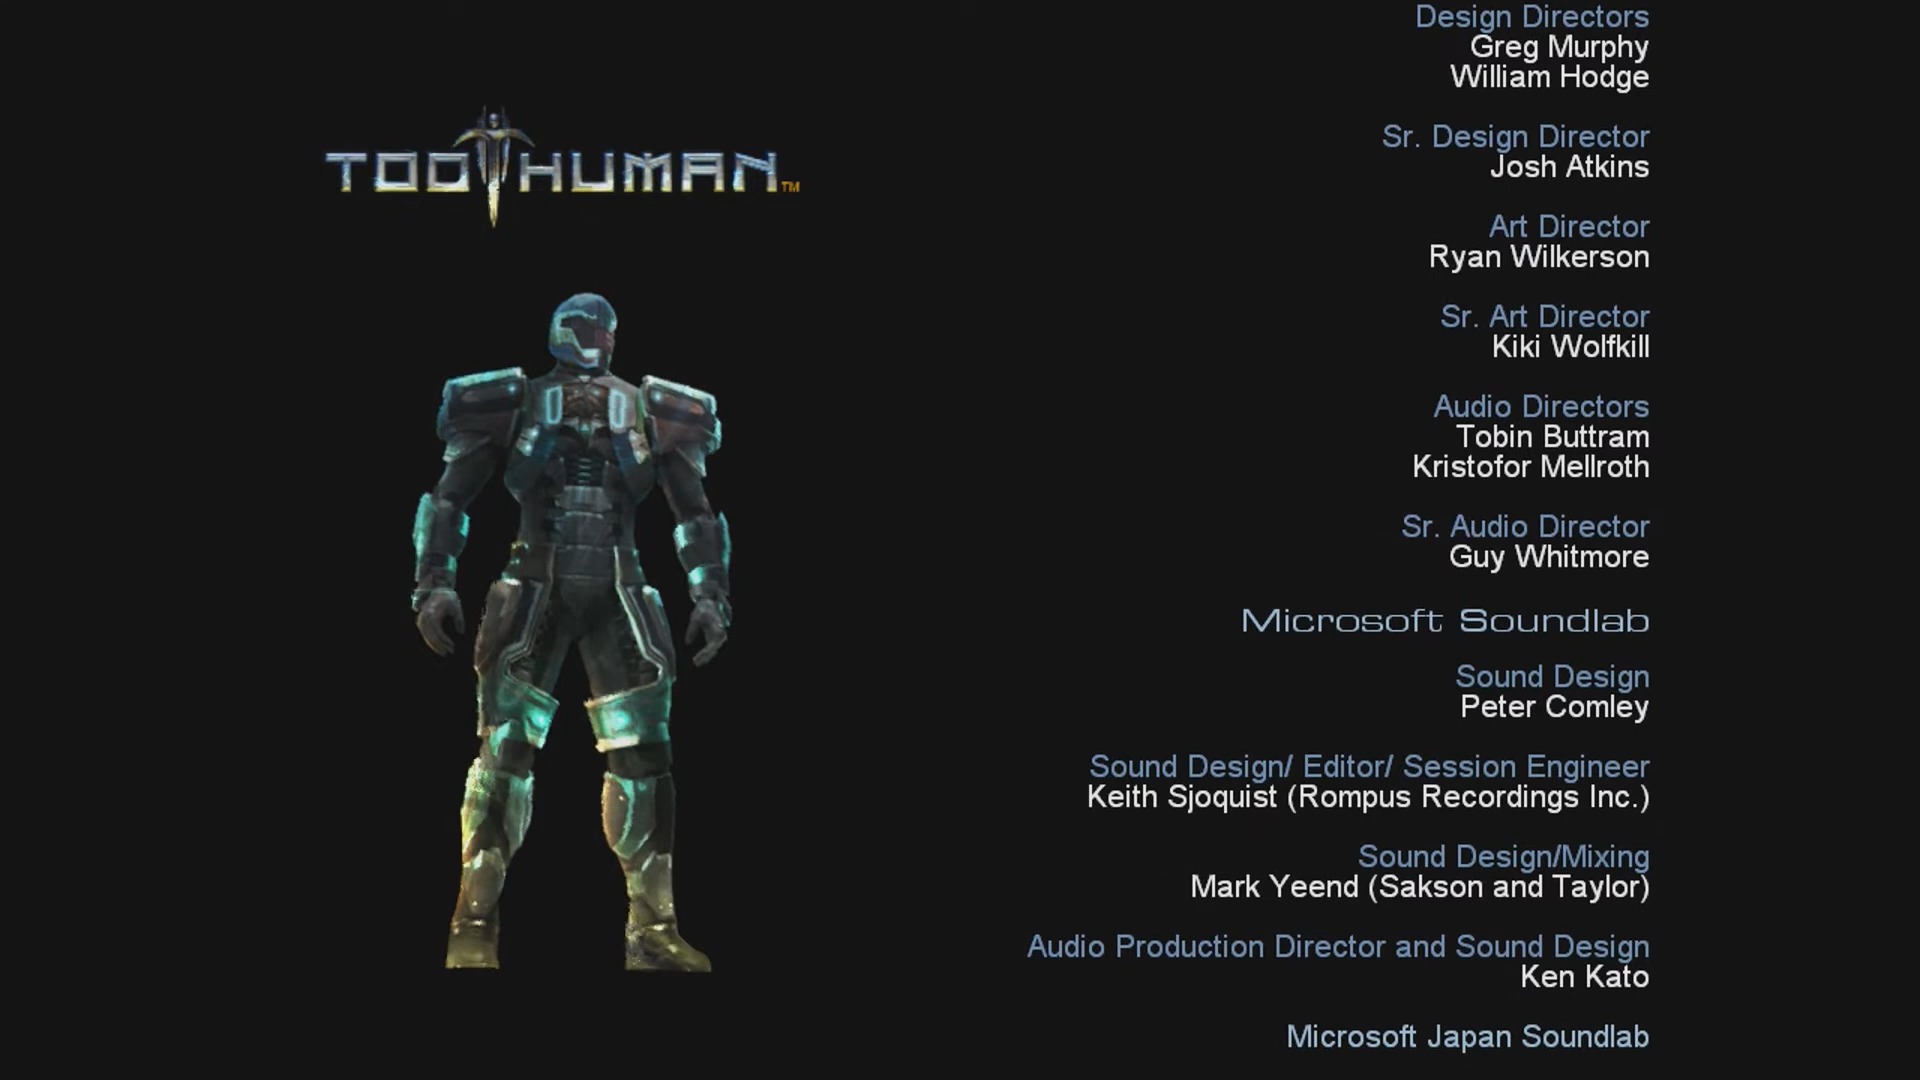 TOO HUMAN™
Design Directors
Greg Murphy
William Hodge
Sr. Design Director
Josh Atkins
Art Director
Ryan Wilkerson
Sr. Art Director
Kiki Wolfkill
Audio Directors
Tobin Buttram
Kristofor Mellroth
Sr. Audio Director
Guy Whitmore
Microsoft Soundlab
Sound Design
Peter Comley
Sound Design/ Editor/ Session Engineer
Keith Sjoquist (Rompus Recordings Inc.)
Sound Design/Mixing
Mark Yeend (Sakson and Taylor)
Audio Production Director and Sound Design
Ken Kato
Microsoft Japan Soundlab